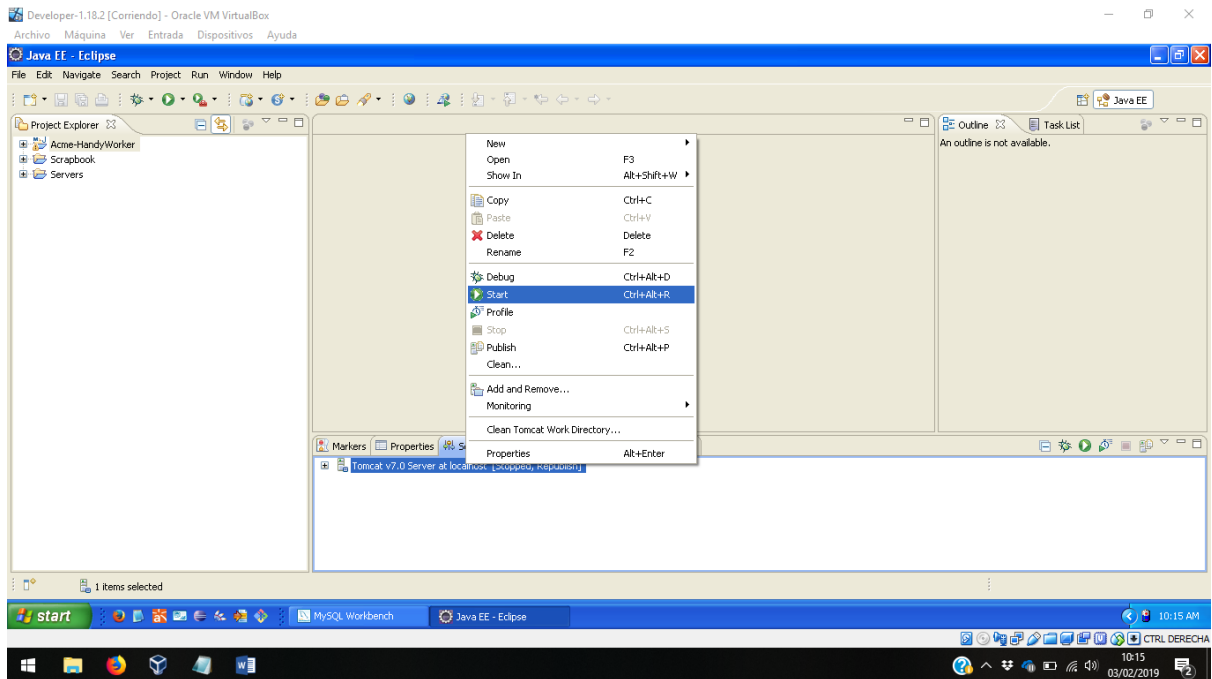 Developer-1.18.2 [Corriendo] - Oracle VM VirtualBox
Archivo Máquina Ver Entrada Dispositivos Ayuda
Java EE - Eclipse
File Edit Navigate Search Project Run Window Help
Java EE
Project Explorer
Outline Task List
Acme-HandyWorker
Scrapbook
Servers
An outline is not available.
New
Open F3
Show In Alt+Shift+W
Copy Ctrl+C
Paste Ctrl+V
Delete Delete
Rename F2
Debug Ctrl+Alt+D
Start Ctrl+Alt+R
Profile
Stop Ctrl+Alt+S
Publish Ctrl+Alt+P
Clean...
Add and Remove...
Monitoring
Clean Tomcat Work Directory...
Properties Alt+Enter
Markers Properties
Tomcat v7.0 Server at localhost [Stopped, Republish]
1 items selected
start MySQL Workbench Java EE - Eclipse 10:15 AM
CTRL DERECHA
10:15
03/02/2019